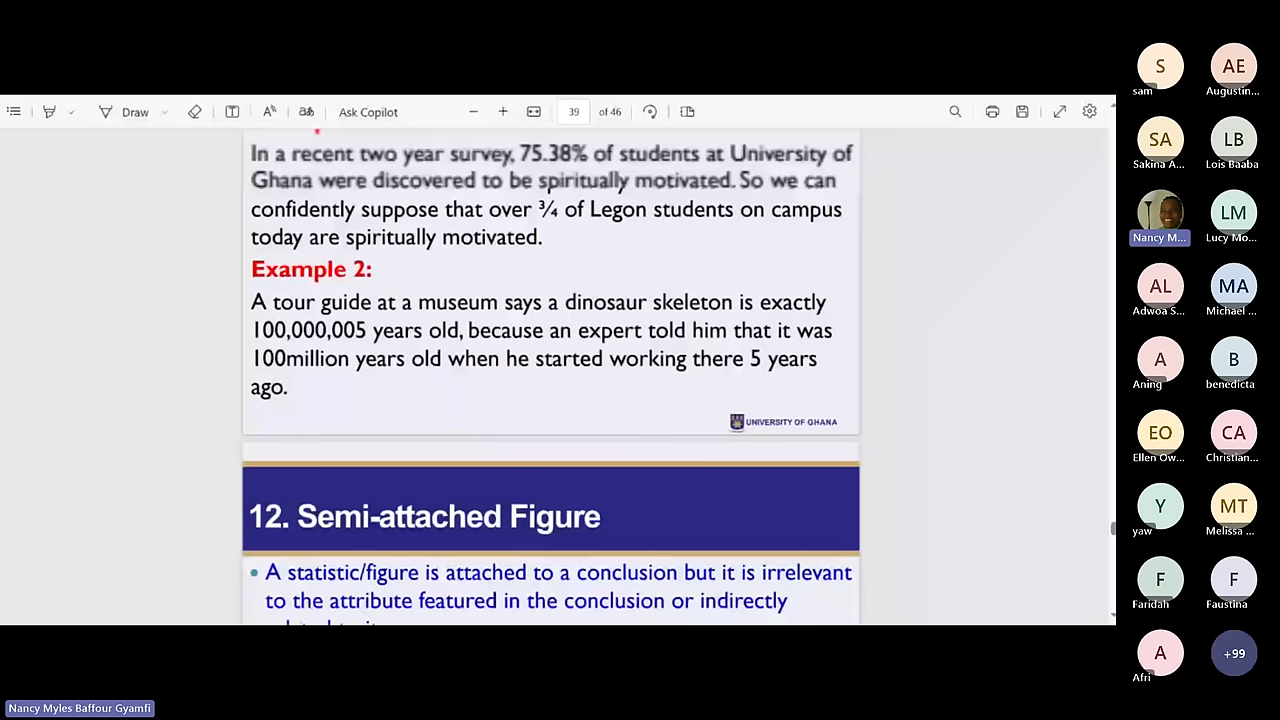 Draw
Ask Copilot
39 of 46
In a recent two year survey, 75.38% of students at University of
Ghana were discovered to be spiritually motivated. So we can
confidently suppose that over ¾ of Legon students on campus
today are spiritually motivated.
Example 2:
A tour guide at a museum says a dinosaur skeleton is exactly
100,000,005 years old, because an expert told him that it was
100million years old when he started working there 5 years
ago.
UNIVERSITY OF GHANA
12. Semi-attached Figure
• A statistic/figure is attached to a conclusion but it is irrelevant
to the attribute featured in the conclusion or indirectly
S
AE
sam
Augustin...
SA
LB
Sakina A...
Lois Baaba
LM
Nancy M...
Lucy Mo...
AL
MA
Adwoa S...
Michael ...
A
B
Aning
benedicta
EO
CA
Ellen Ow...
Christian...
Y
MT
yaw
Melissa ...
F
F
Faridah
Faustina
A
+99
Afri
Nancy Myles Baffour Gyamfi